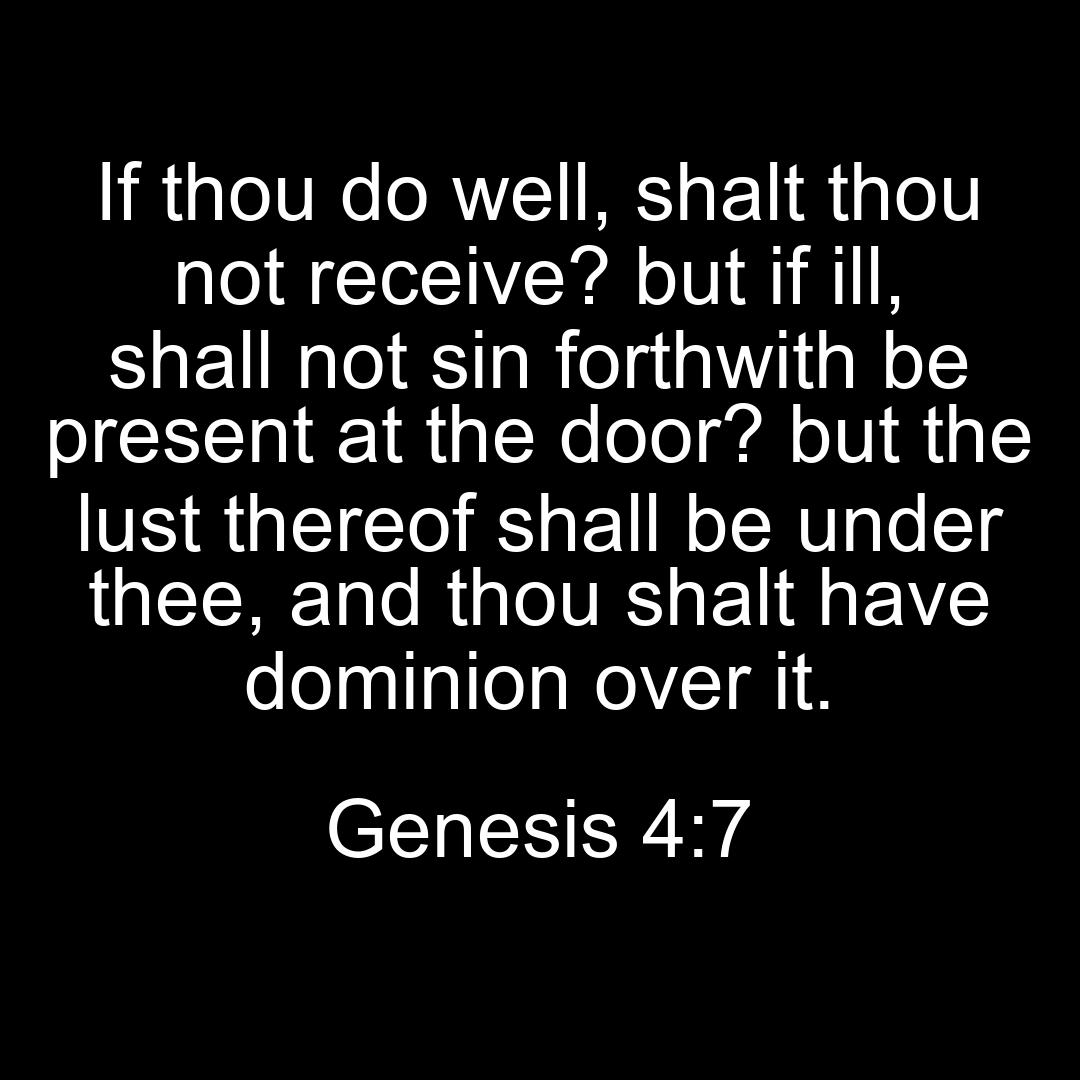 If thou do well, shalt thou
not receive? but if ill,
shall not sin forthwith be
present at the door? but the
lust thereof shall be under
thee, and thou shalt have
dominion over it.
Genesis 4:7